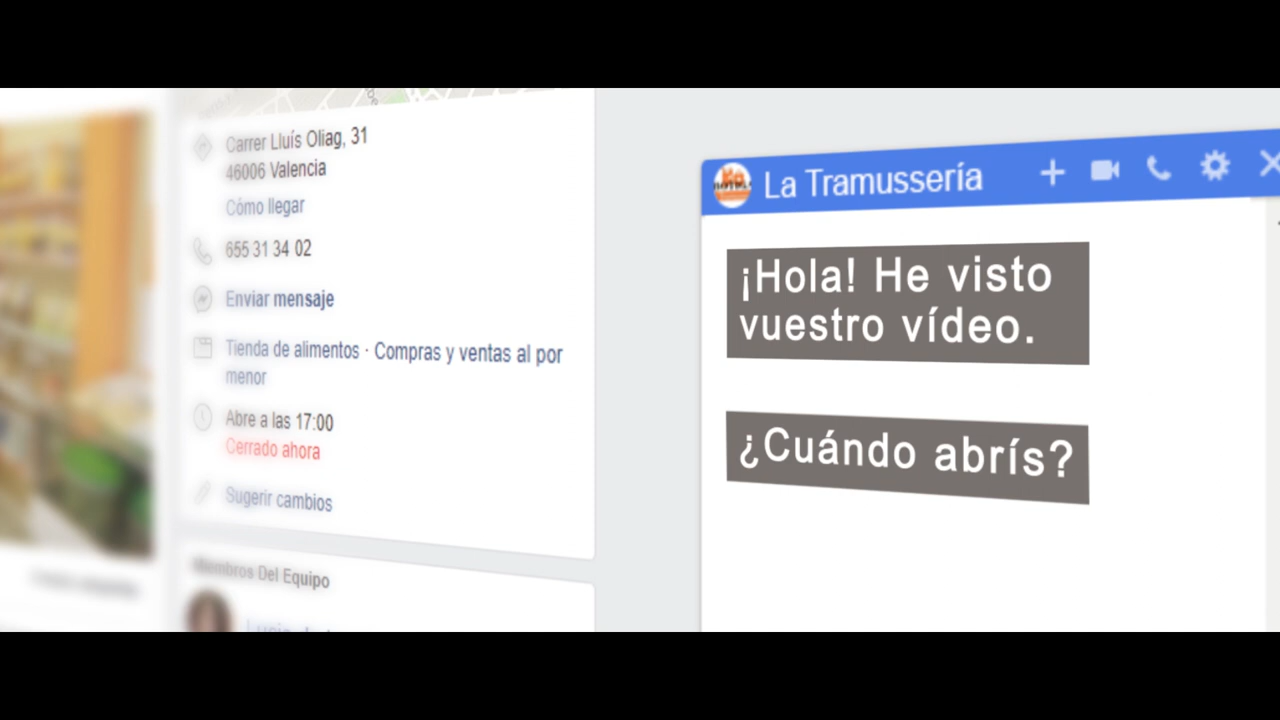 Carrer Lluís Oliag, 31
46006 Valencia
Cómo llegar
655 31 34 02
Enviar mensaje
Tienda de alimentos · Compras y ventas al por
menor
Abre a las 17:00
Cerrado ahora
Sugerir cambios
Miembros Del Equipo
La Tramussería
¡Hola! He visto
vuestro vídeo.
¿Cuándo abrís?